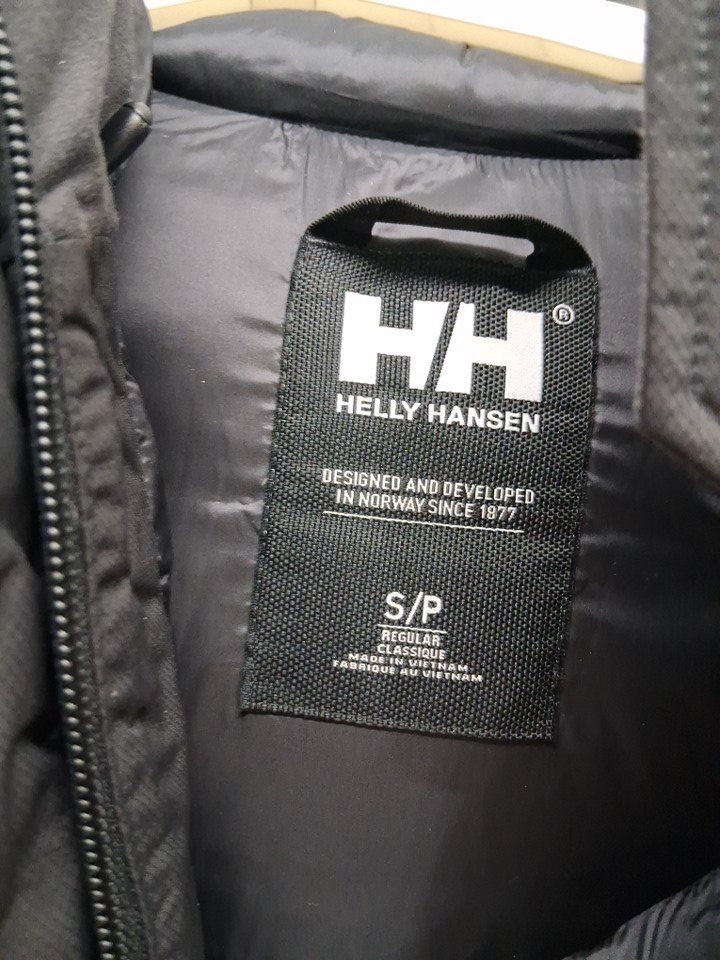 HH®
HELLY HANSEN
DESIGNED AND DEVELOPED
IN NORWAY SINCE 1877
S/P
REGULAR
CLASSIQUE
MADE IN VIETNAM
FABRIQUE AU VIETNAM